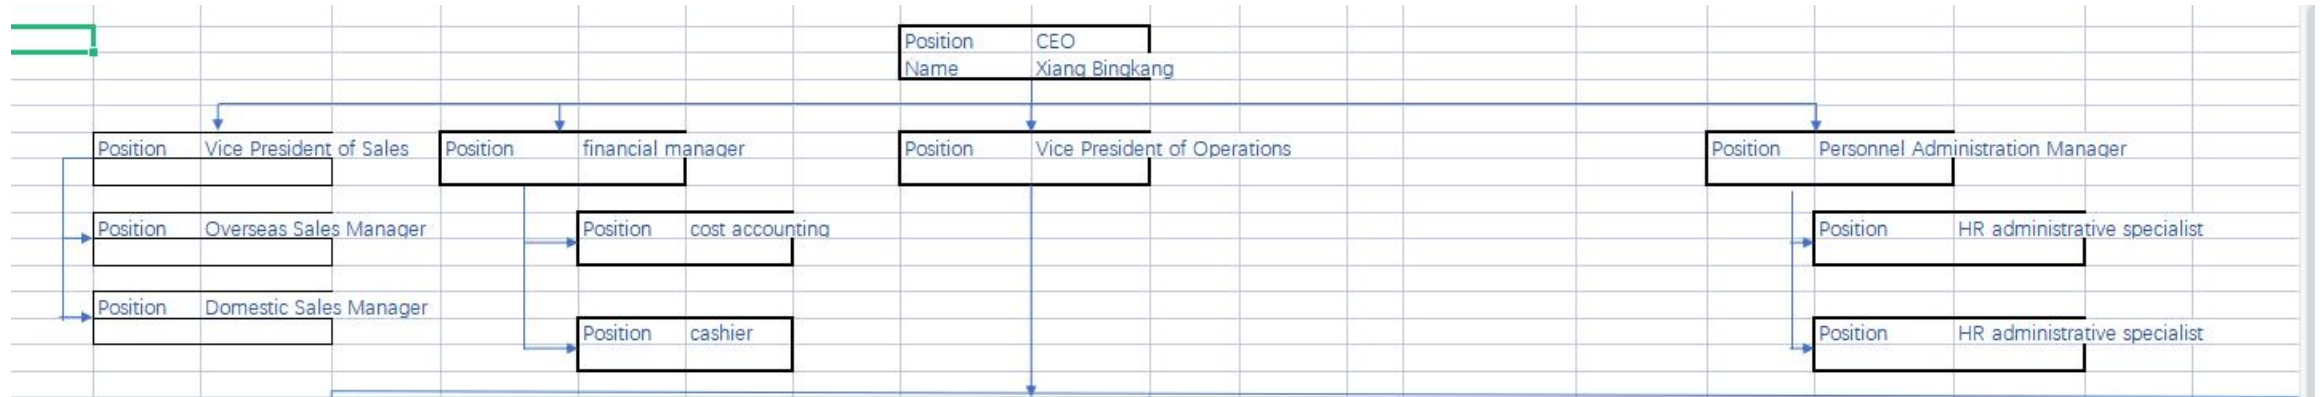 Position CEO
Name Xiang Bingkang
Position Vice President of Sales
Position financial manager
Position Vice President of Operations
Position Personnel Administration Manager
Position Overseas Sales Manager
Position cost accounting
Position HR administrative specialist
Position Domestic Sales Manager
Position cashier
Position HR administrative specialist